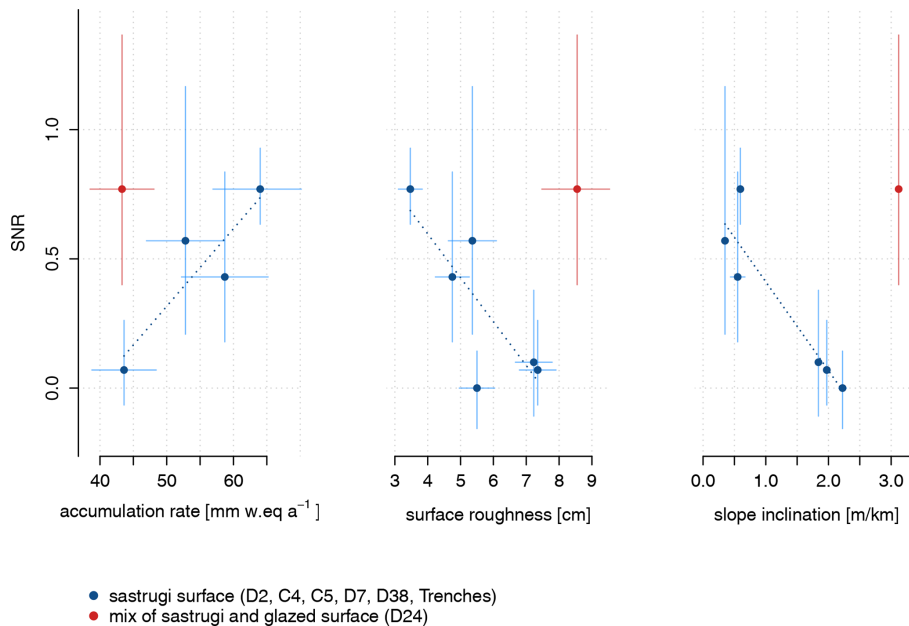 SNR
1.0
0.5
0.0
40 50 60
3 4 5 6 7 8 9
0.0 1.0 2.0 3.0
accumulation rate [mm w.eq a⁻¹ ]
surface roughness [cm]
slope inclination [m/km]
sastrugi surface (D2, C4, C5, D7, D38, Trenches)
mix of sastrugi and glazed surface (D24)